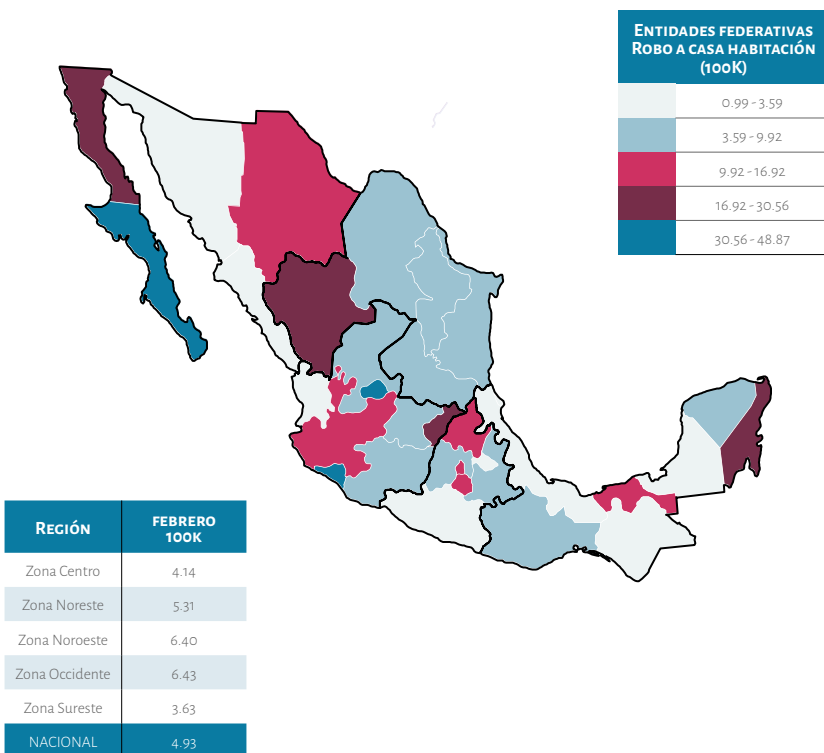 ENTIDADES FEDERATIVAS
ROBO A CASA HABITACIÓN
(100K)
0.99 - 3.59
3.59 - 9.92
9.92 - 16.92
16.92 - 30.56
30.56 - 48.87
REGIÓN FEBRERO 100K
Zona Centro 4.14
Zona Noreste 5.31
Zona Noroeste 6.40
Zona Occidente 6.43
Zona Sureste 3.63
NACIONAL 4.93